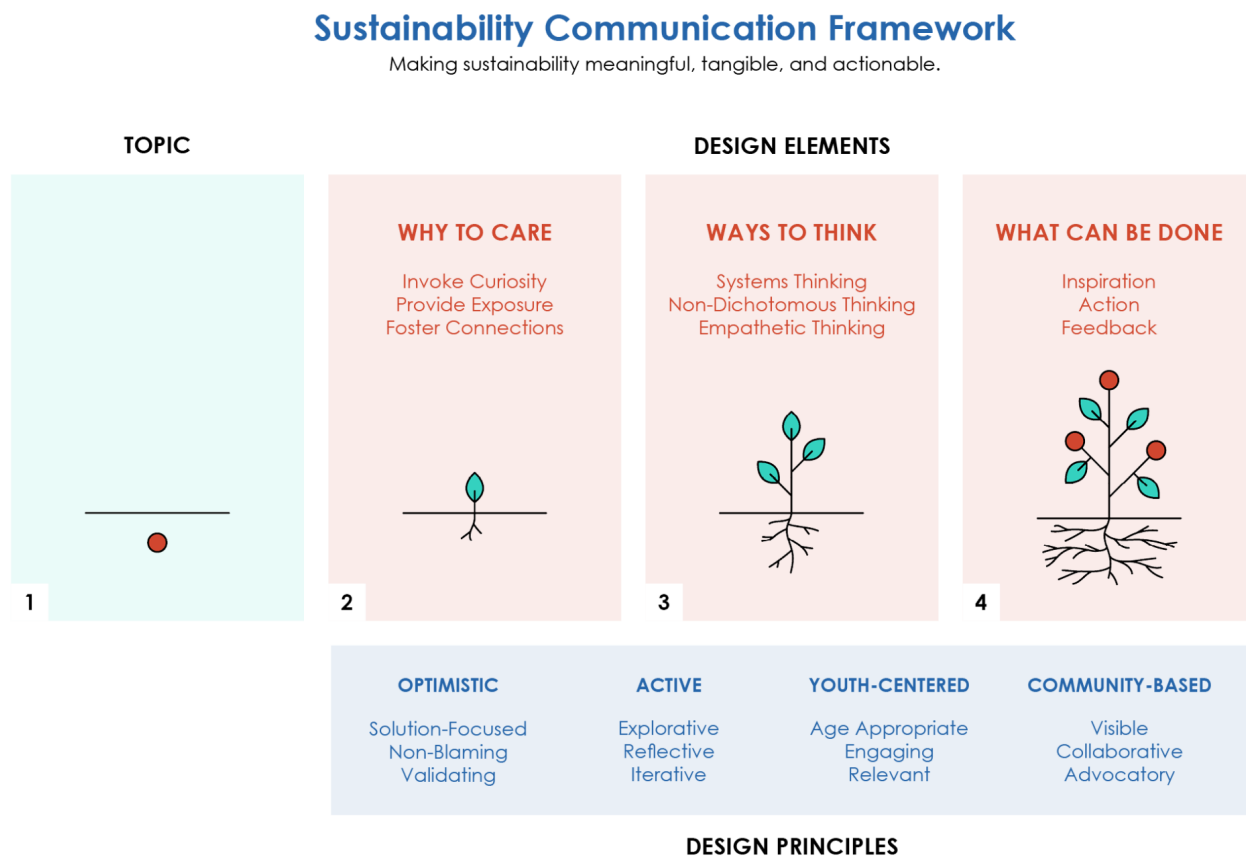 Sustainability Communication Framework
Making sustainability meaningful, tangible, and actionable.
TOPIC
DESIGN ELEMENTS
1
WHY TO CARE
Invoke Curiosity
Provide Exposure
Foster Connections
2
WAYS TO THINK
Systems Thinking
Non-Dichotomous Thinking
Empathetic Thinking
3
WHAT CAN BE DONE
Inspiration
Action
Feedback
4
OPTIMISTIC
Solution-Focused
Non-Blaming
Validating
ACTIVE
Explorative
Reflective
Iterative
YOUTH-CENTERED
Age Appropriate
Engaging
Relevant
COMMUNITY-BASED
Visible
Collaborative
Advocatory
DESIGN PRINCIPLES